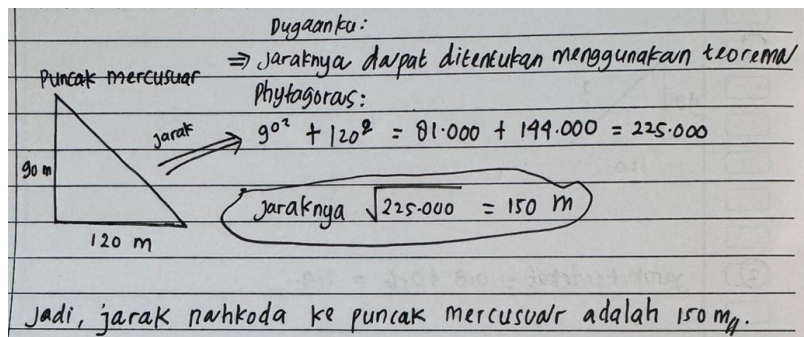 Dugaanku:
⇒ jaraknya dapat ditentukan menggunakan teorema
Puncak mercusuar
Phytagoras:
jarak
90² + 120² = 81.000 + 144.000 = 225.000
90 m
jaraknya √225.000 = 150 m
120 m
Jadi, jarak nahkoda ke puncak mercusuar adalah 150 m//.